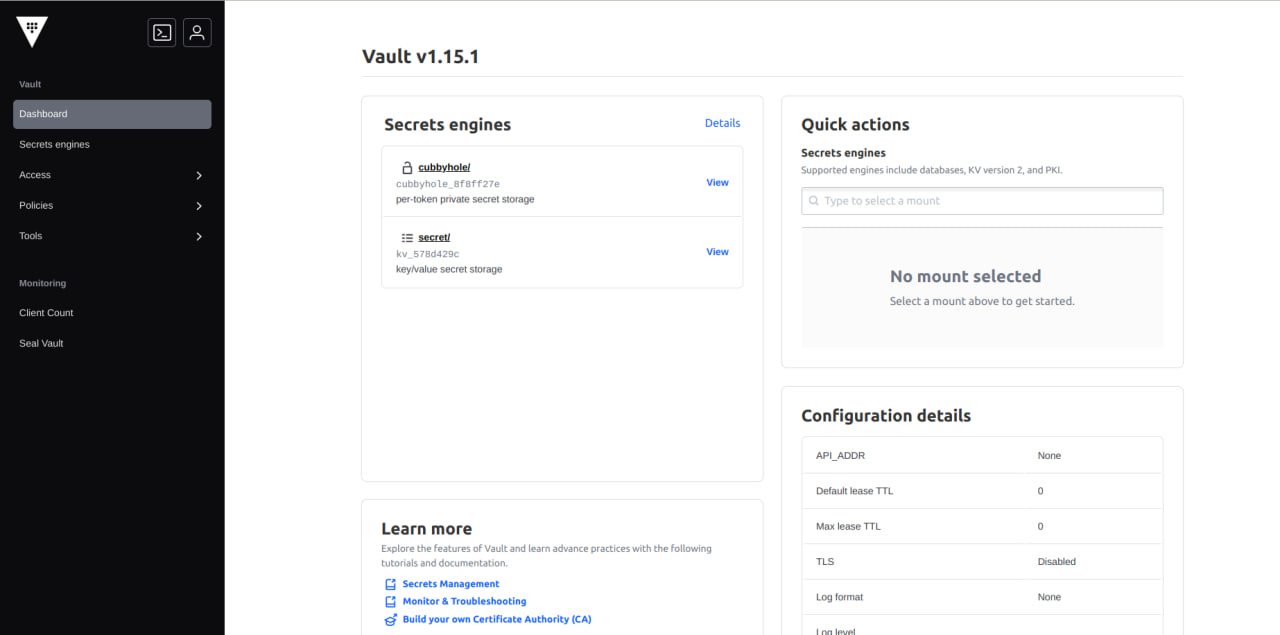 Vault
Dashboard
Secrets engines
Access
Policies
Tools
Monitoring
Client Count
Seal Vault
Vault v1.15.1
Secrets engines
Details
cubbyhole/
cubbyhole_8f8ff27e
per-token private secret storage
View
secret/
kv_578d429c
key/value secret storage
View
Learn more
Explore the features of Vault and learn advance practices with the following
tutorials and documentation.
Secrets Management
Monitor & Troubleshooting
Build your own Certificate Authority (CA)
Quick actions
Secrets engines
Supported engines include databases, KV version 2, and PKI.
Type to select a mount
No mount selected
Select a mount above to get started.
Configuration details
API_ADDR None
Default lease TTL 0
Max lease TTL 0
TLS Disabled
Log format None
Log level